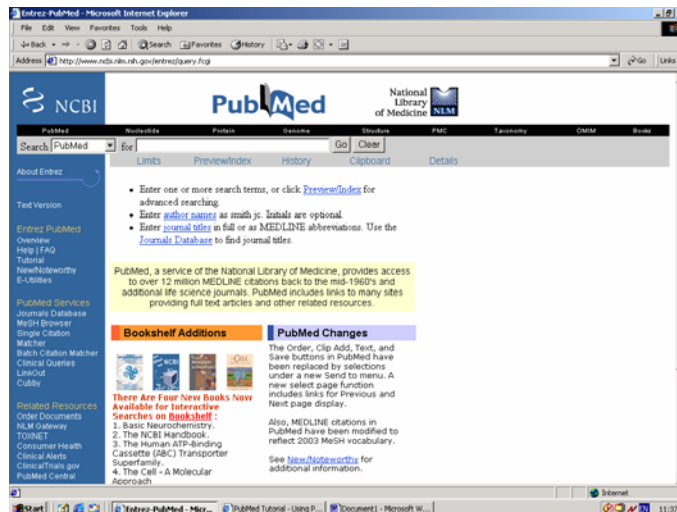 Entrez-PubMed - Microsoft Internet Explorer
File Edit View Favorites Tools Help
Back Search Favorites History
Address http://www.ncbi.nlm.nih.gov/entrez/query.fcgi Go Links
NCBI
PubMed
National Library of Medicine NLM
PubMed Nucleotide Protein Genome Structure PMC Taxonomy OMIM Books
Search PubMed for Go Clear
Limits Preview/Index History Clipboard Details
About Entrez
Text Version
Entrez PubMed
Overview
Help | FAQ
Tutorial
New/Noteworthy
E-Utilities
PubMed Services
Journals Database
MeSH Browser
Single Citation
Matcher
Batch Citation Matcher
Clinical Queries
LinkOut
Cubby
Related Resources
Order Documents
NLM Gateway
TOXNET
Consumer Health
Clinical Alerts
ClinicalTrials.gov
PubMed Central
• Enter one or more search terms, or click Preview/Index for
advanced searching.
• Enter author names as smith jc. Initials are optional.
• Enter journal titles in full or as MEDLINE abbreviations. Use the
Journals Database to find journal titles.
PubMed, a service of the National Library of Medicine, provides access
to over 12 million MEDLINE citations back to the mid-1960's and
additional life science journals. PubMed includes links to many sites
providing full text articles and other related resources.
Bookshelf Additions
There Are Four New Books Now
Available for Interactive
Searches on Bookshelf :
1. Basic Neurochemistry.
2. The NCBI Handbook.
3. The Human ATP-Binding
Cassette (ABC) Transporter
Superfamily.
4. The Cell - A Molecular
Approach
PubMed Changes
The Order, Clip Add, Text, and
Save buttons in PubMed have
been replaced by selections
under a new Send to menu. A
new select page function
includes links for Previous and
Next page display.
Also, MEDLINE citations in
PubMed have been modified to
reflect 2003 MeSH vocabulary.
See New/Noteworthy for
additional information.
Internet
Start Entrez-PubMed - Micr... PubMed Tutorial - Using P... Document1 - Microsoft W... 11:37